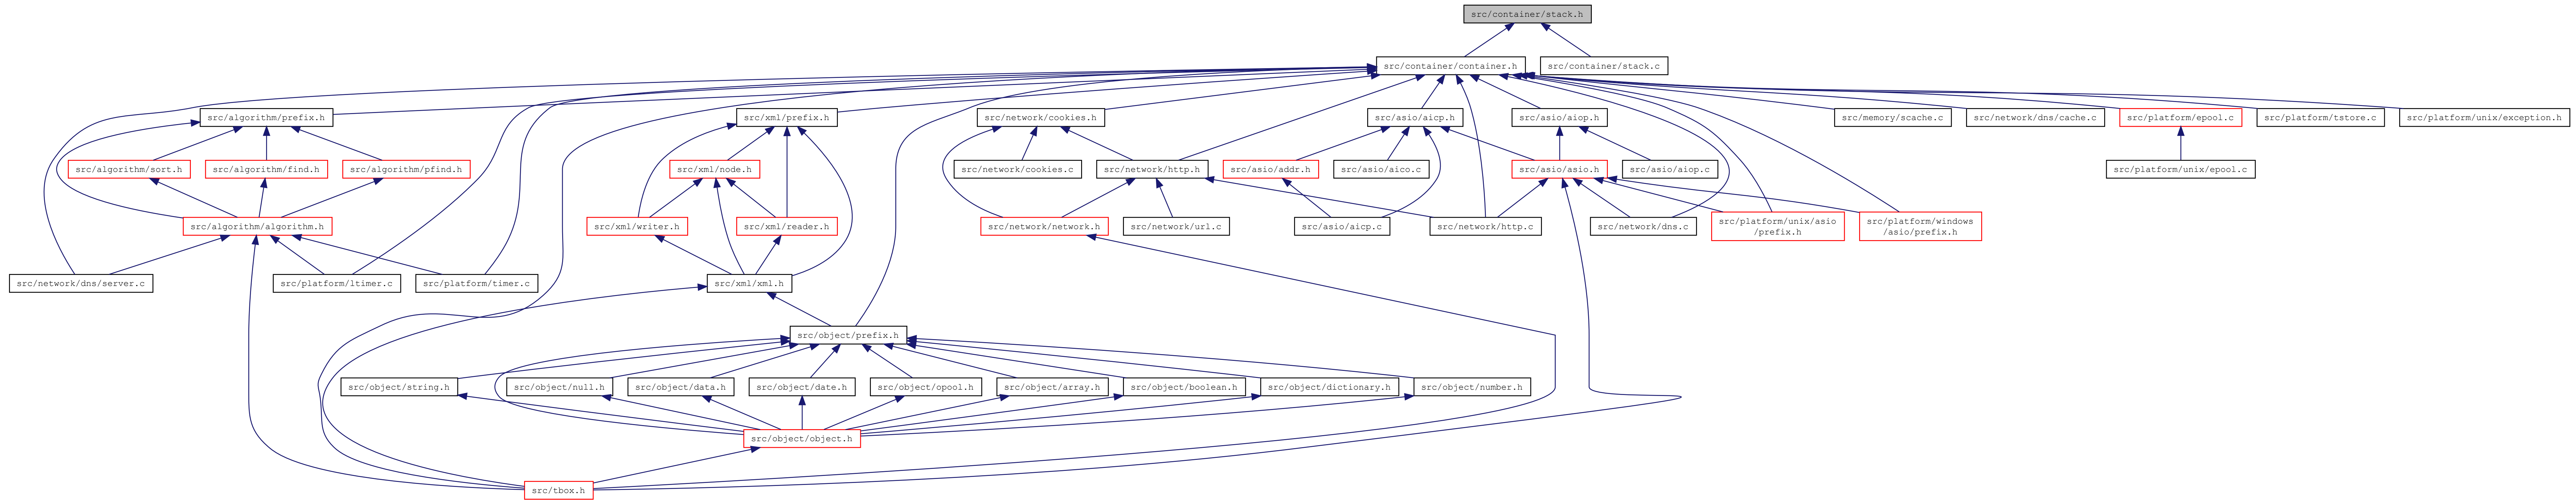 src/container/stack.h
src/container/container.h
src/container/stack.c
src/algorithm/prefix.h
src/xml/prefix.h
src/network/cookies.h
src/asio/aicp.h
src/asio/aiop.h
src/memory/scache.c
src/network/dns/cache.c
src/platform/epool.c
src/platform/tstore.c
src/platform/unix/exception.h
src/algorithm/sort.h
src/algorithm/find.h
src/algorithm/pfind.h
src/xml/node.h
src/network/cookies.c
src/network/http.h
src/asio/addr.h
src/asio/aico.c
src/asio/asio.h
src/asio/aiop.c
src/platform/unix/epool.c
src/algorithm/algorithm.h
src/xml/writer.h
src/xml/reader.h
src/network/network.h
src/network/url.c
src/asio/aicp.c
src/network/http.c
src/network/dns.c
src/platform/unix/asio
/prefix.h
src/platform/windows
/asio/prefix.h
src/network/dns/server.c
src/platform/ltimer.c
src/platform/timer.c
src/xml/xml.h
src/object/prefix.h
src/object/string.h
src/object/null.h
src/object/data.h
src/object/date.h
src/object/opool.h
src/object/array.h
src/object/boolean.h
src/object/dictionary.h
src/object/number.h
src/object/object.h
src/tbox.h